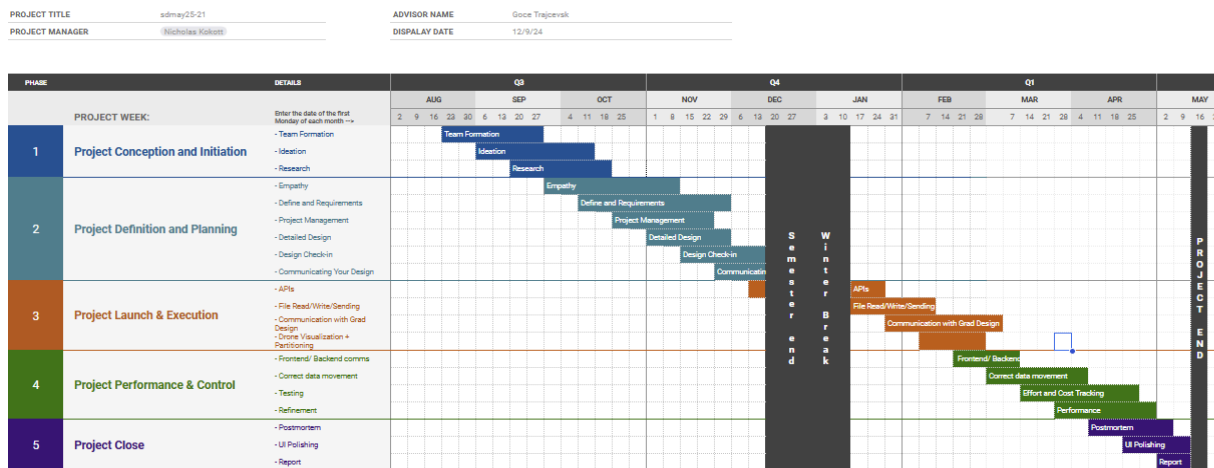 PROJECT TITLE sdmay25-21 ADVISOR NAME Goce Trajcevsk
PROJECT MANAGER Nicholas Kokott DISPALAY DATE 12/9/24
PHASE DETAILS Q3 Q4 Q1
AUG SEP OCT NOV DEC JAN FEB MAR APR MAY
PROJECT WEEK: Enter the date of the first
Monday of each month -->
2 9 16 23 30 6 13 20 27 4 11 18 25 1 8 15 22 29 6 13 20 27 3 10 17 24 31 7 14 21 28 7 14 21 28 4 11 18 25 2 9 16
1 Project Conception and Initiation
- Team Formation Team Formation
- Ideation Ideation
- Research Research
2 Project Definition and Planning
- Empathy Empathy
- Define and Requirements Define and Requirements
- Project Management Project Management
- Detailed Design Detailed Design
- Design Check-in Design Check-in
- Communicating Your Design Communicatin
Semester end
Winter Break
PROJECT END
3 Project Launch & Execution
- APIs APIs
- File Read/Write/Sending File Read/Write/Sending
- Communication with Grad
Design
Communication with Grad Design
- Drone Visualization +
Partitioning
4 Project Performance & Control
- Frontend/ Backend comms Frontend/ Backend
- Correct data movement Correct data movement
- Testing Effort and Cost Tracking
- Refinement Performance
5 Project Close
- Postmortem Postmortem
- UI Polishing UI Polishing
- Report Report